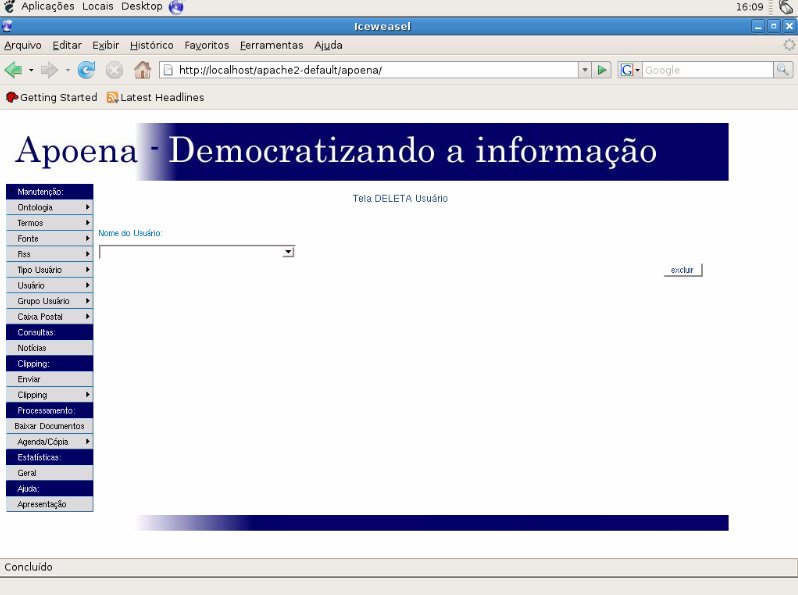 Aplicações Locais Desktop 16:09
Iceweasel
Arquivo Editar Exibir Histórico Favoritos Ferramentas Ajuda
http://localhost/apache2-default/apoena/ G Google
Getting Started Latest Headlines
Apoena - Democratizando a informação
Manutenção:
Tela DELETA Usuário
Ontologia
Termos
Fonte
Nome do Usuário:
Rss
Tipo Usuário
excluir
Usuário
Grupo Usuário
Caixa Postal
Consultas:
Notícias
Clipping:
Enviar
Clipping
Processamento:
Baixar Documentos
Agenda/Cópia
Estatísticas:
Geral
Ajuda:
Apresentação
Concluído